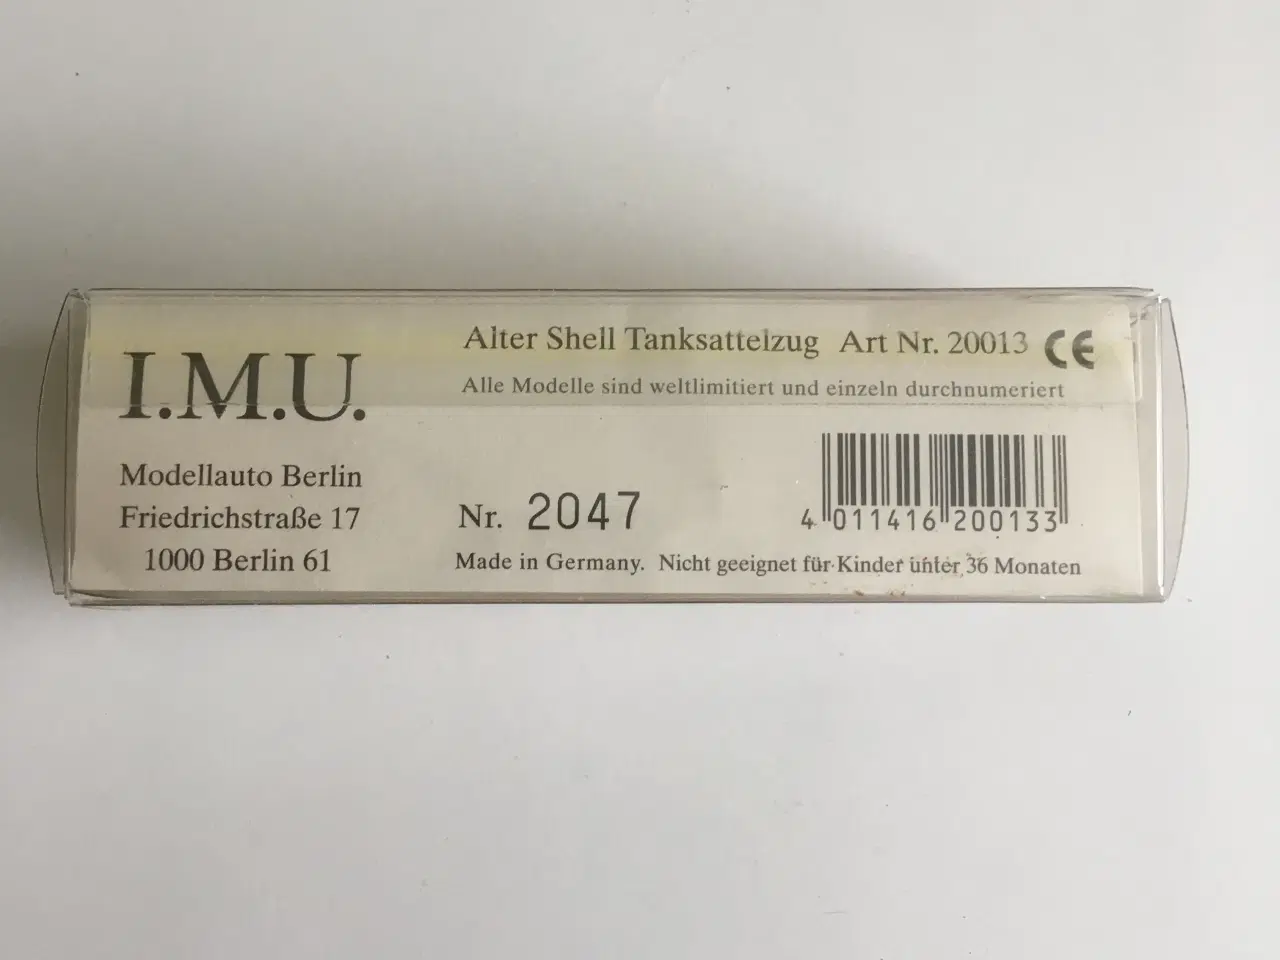 I.M.U.
Modellauto Berlin
Friedrichstraße 17
1000 Berlin 61
Alter Shell Tanksattelzug Art Nr. 20013 CE
Alle Modelle sind weltlimitiert und einzeln durchnumeriert
Nr. 2047
4 011416 200133
Made in Germany. Nicht geeignet für Kinder unter 36 Monaten